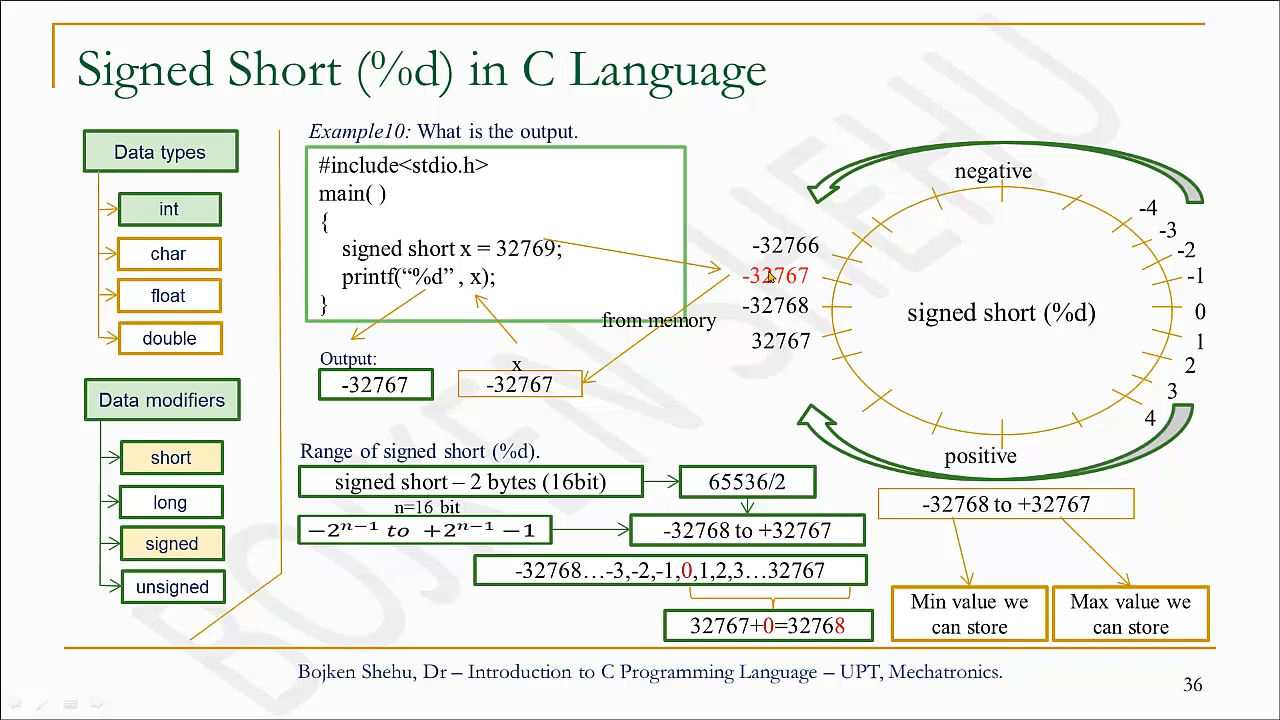 Signed Short (%d) in C Language
Data types
int
char
float
double
Data modifiers
short
long
signed
unsigned
Example10: What is the output.
#include<stdio.h>
main( )
{
signed short x = 32769;
printf(“%d” , x);
}
from memory
Output:
-32767
x
-32767
Range of signed short (%d).
signed short – 2 bytes (16bit)
65536/2
n=16 bit
−2ⁿ⁻¹ to +2ⁿ⁻¹ −1
-32768 to +32767
-32768…-3,-2,-1,0,1,2,3…32767
32767+0=32768
negative
-4
-3
-2
-1
0
1
2
3
4
-32766
-32767
-32768
32767
signed short (%d)
positive
-32768 to +32767
Min value we
can store
Max value we
can store
Bojken Shehu, Dr – Introduction to C Programming Language – UPT, Mechatronics.
36
BOJKEN SHEHU